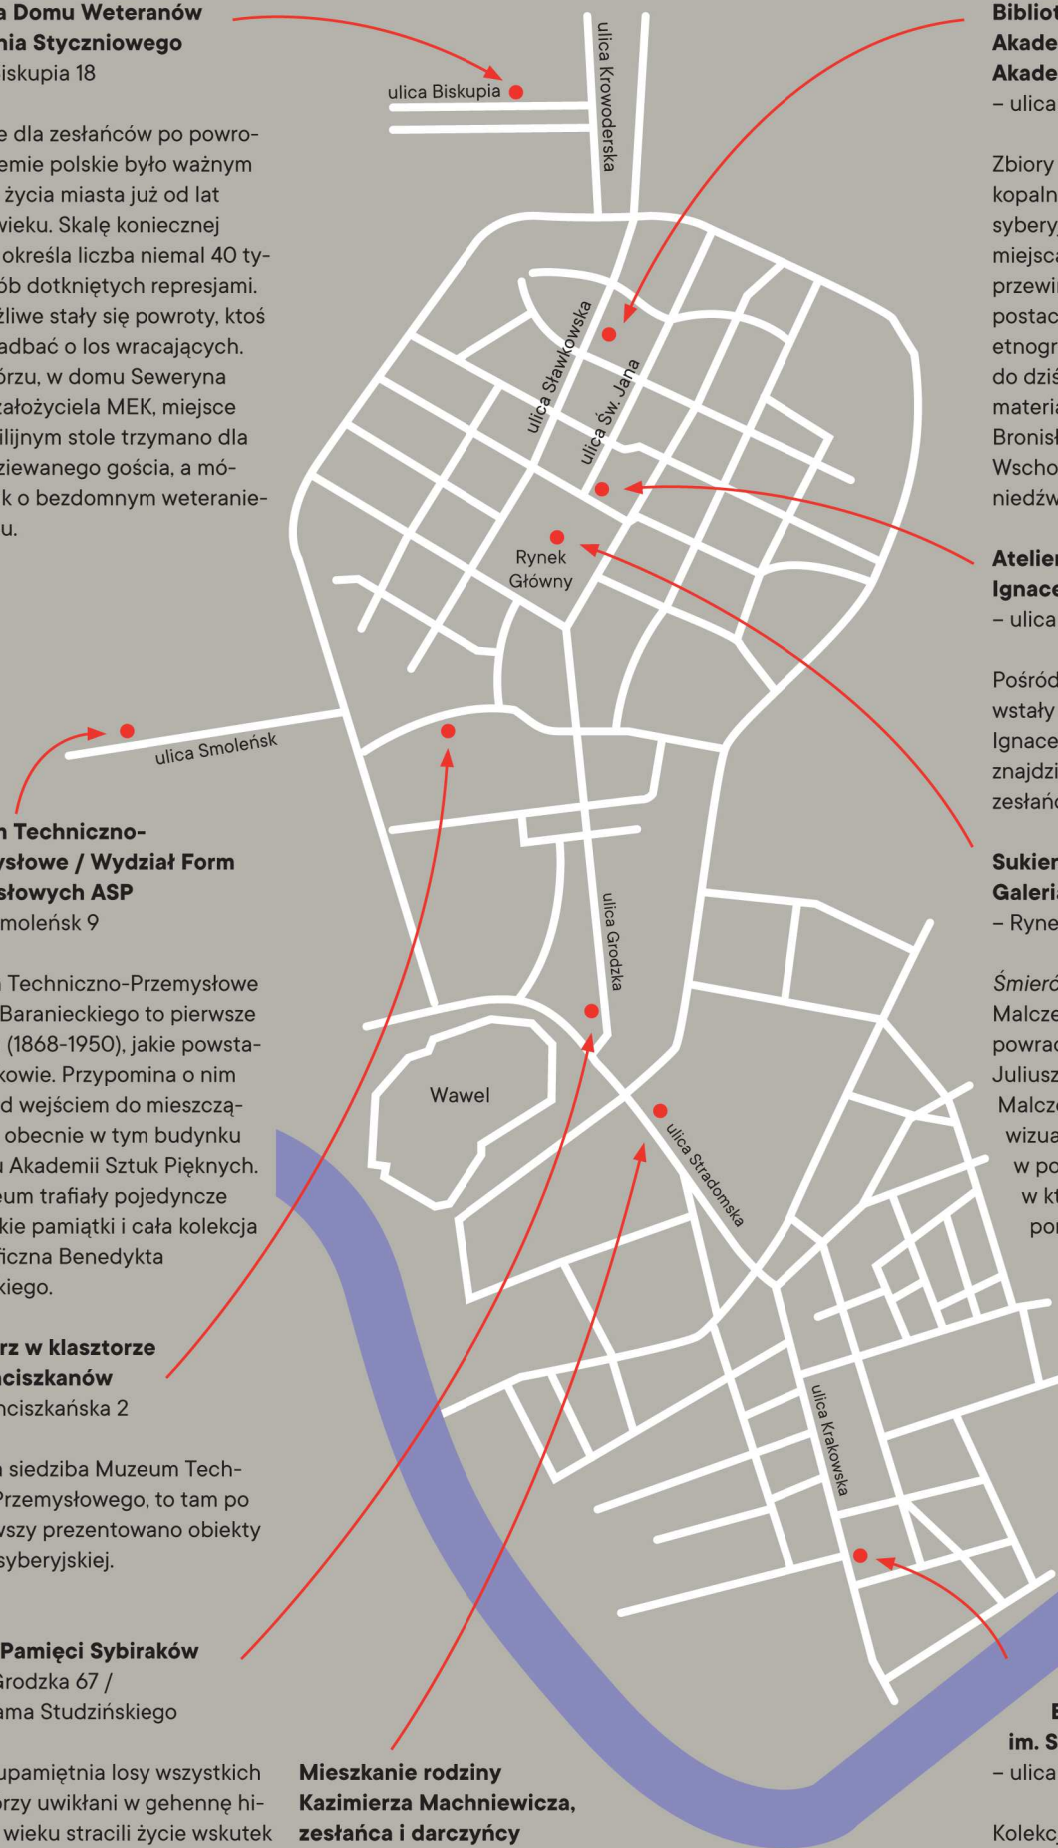 a Domu Weteranów
nia Styczniowego
iskupia 18
e dla zesłańców po powro-
emie polskie było ważnym
życia miasta już od lat
wieku. Skalę koniecznej
określa liczba niemal 40 ty-
ób dotkniętych represjami.
żliwe stały się powroty, ktoś
adbać o los wracających.
órzu, w domu Seweryna
założyciela MEK, miejsce
ilijnym stole trzymano dla
ziewanego gościa, a mó-
k o bezdomnym weteranie-
u.
m Techniczno-
ysłowe / Wydział Form
słowych ASP
moleńsk 9
Techniczno-Przemysłowe
Baranieckiego to pierwsze
(1868-1950), jakie powsta-
kowie. Przypomina o nim
d wejściem do mieszczą-
obecnie w tym budynku
u Akademii Sztuk Pięknych.
eum trafiały pojedyncze
kie pamiątki i cała kolekcja
ficzna Benedykta
kiego.
rz w klasztorze
ciszkanów
nciszkańska 2
a siedziba Muzeum Tech-
Przemysłowego, to tam po
wszy prezentowano obiekty
syberyjskiej.
Pamięci Sybiraków
Grodzka 67 /
ama Studzińskiego
upamiętnia losy wszystkich
órzy uwikłani w gehennę hi-
wieku stracili życie wskutek
Mieszkanie rodziny
Kazimierza Machniewicza,
zesłańca i darczyńcy
ulica Biskupia
ulica Krowoderska
ulica Sławkowska
ulica Św. Jana
Rynek
Główny
ulica Smoleńsk
ulica Grodzka
Wawel
ulica Stradomska
ulica Krakowska
Bibliot
Akade
Akade
– ulica
Zbiory
kopaln
sybery
miejsca
przewi
postac
etnogr
do dziś
materia
Bronisł
Wscho
niedźw
Atelier
Ignace
– ulica
Pośród
wstały
Ignace
znajdzi
zesłańc
Sukien
Galeria
– Ryne
Śmierć
Malcze
powrac
Juliusz
Malcze
wizua
w po
w kt
por
E
im. S
– ulica
Kolekc